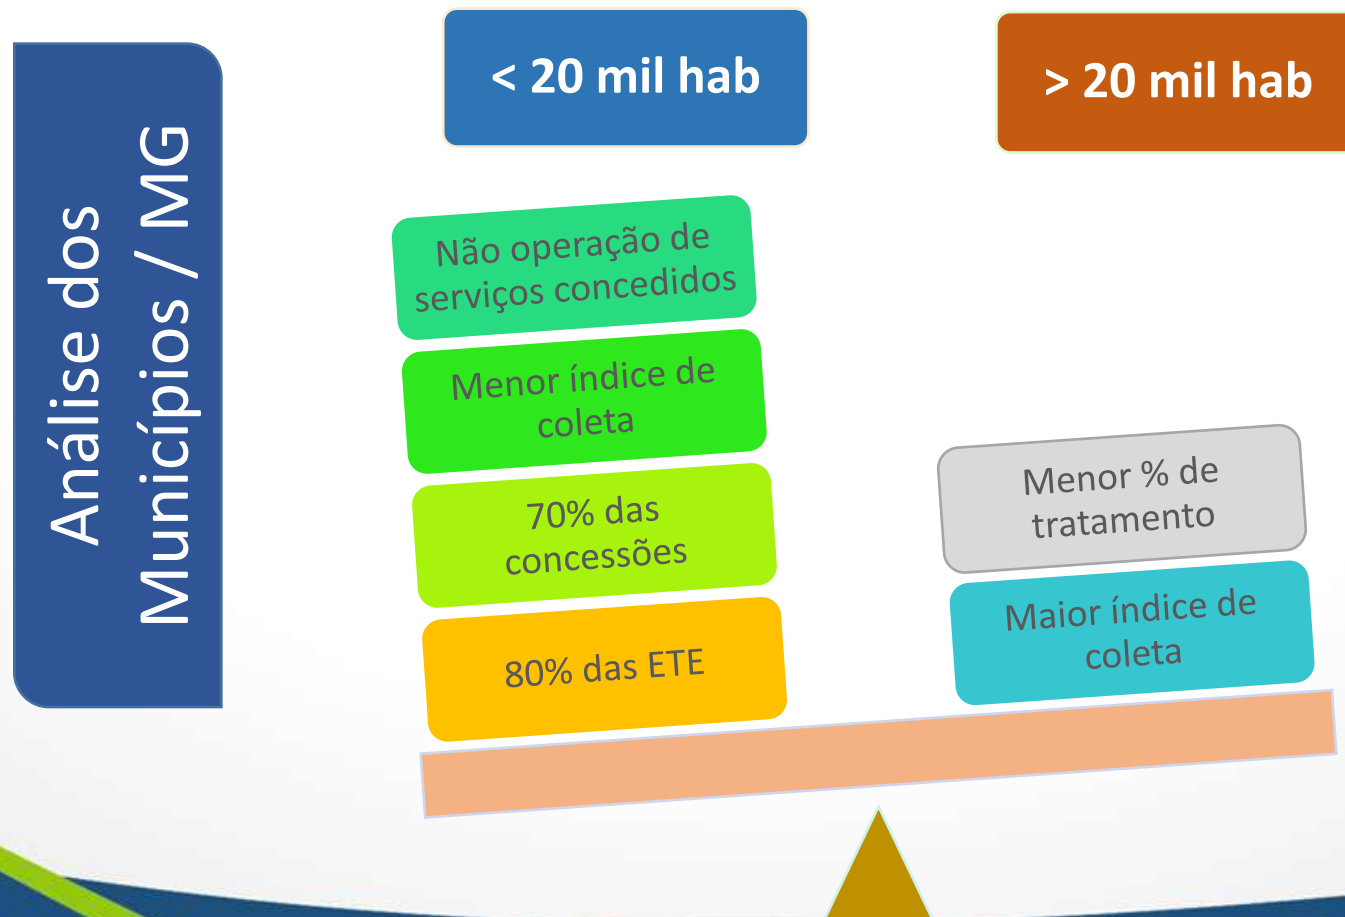 Análise dos
Municípios / MG
< 20 mil hab
> 20 mil hab
Não operação de
serviços concedidos
Menor índice de
coleta
70% das
concessões
80% das ETE
Menor % de
tratamento
Maior índice de
coleta